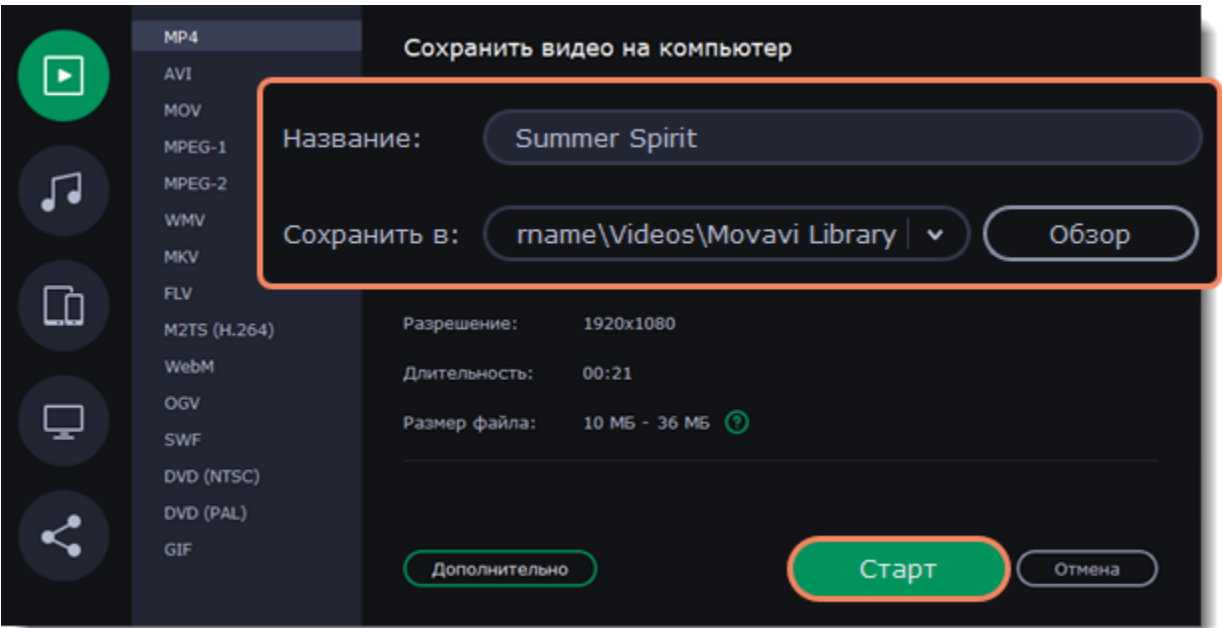 MP4
AVI
MOV
MPEG-1
MPEG-2
WMV
MKV
FLV
M2TS (H.264)
WebM
OGV
SWF
DVD (NTSC)
DVD (PAL)
GIF
Сохранить видео на компьютер
Название: Summer Spirit
Сохранить в: rname\Videos\Movavi Library Обзор
Разрешение: 1920x1080
Длительность: 00:21
Размер файла: 10 МБ - 36 МБ ?
Дополнительно Старт Отмена